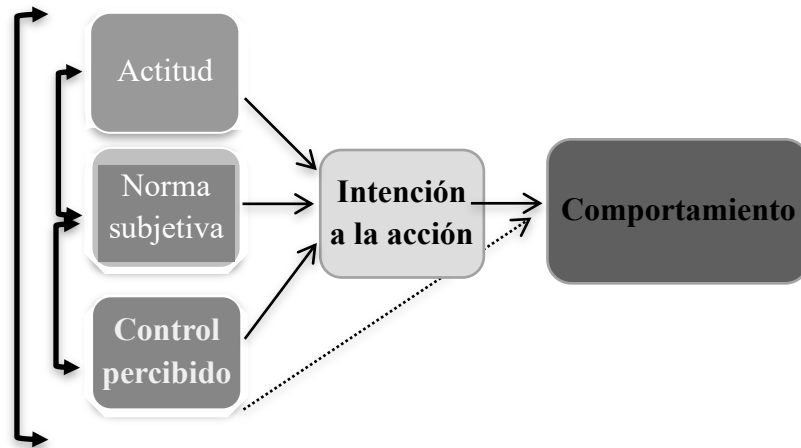 Actitud
Norma
subjetiva
Control
percibido
Intención
a la acción
Comportamiento